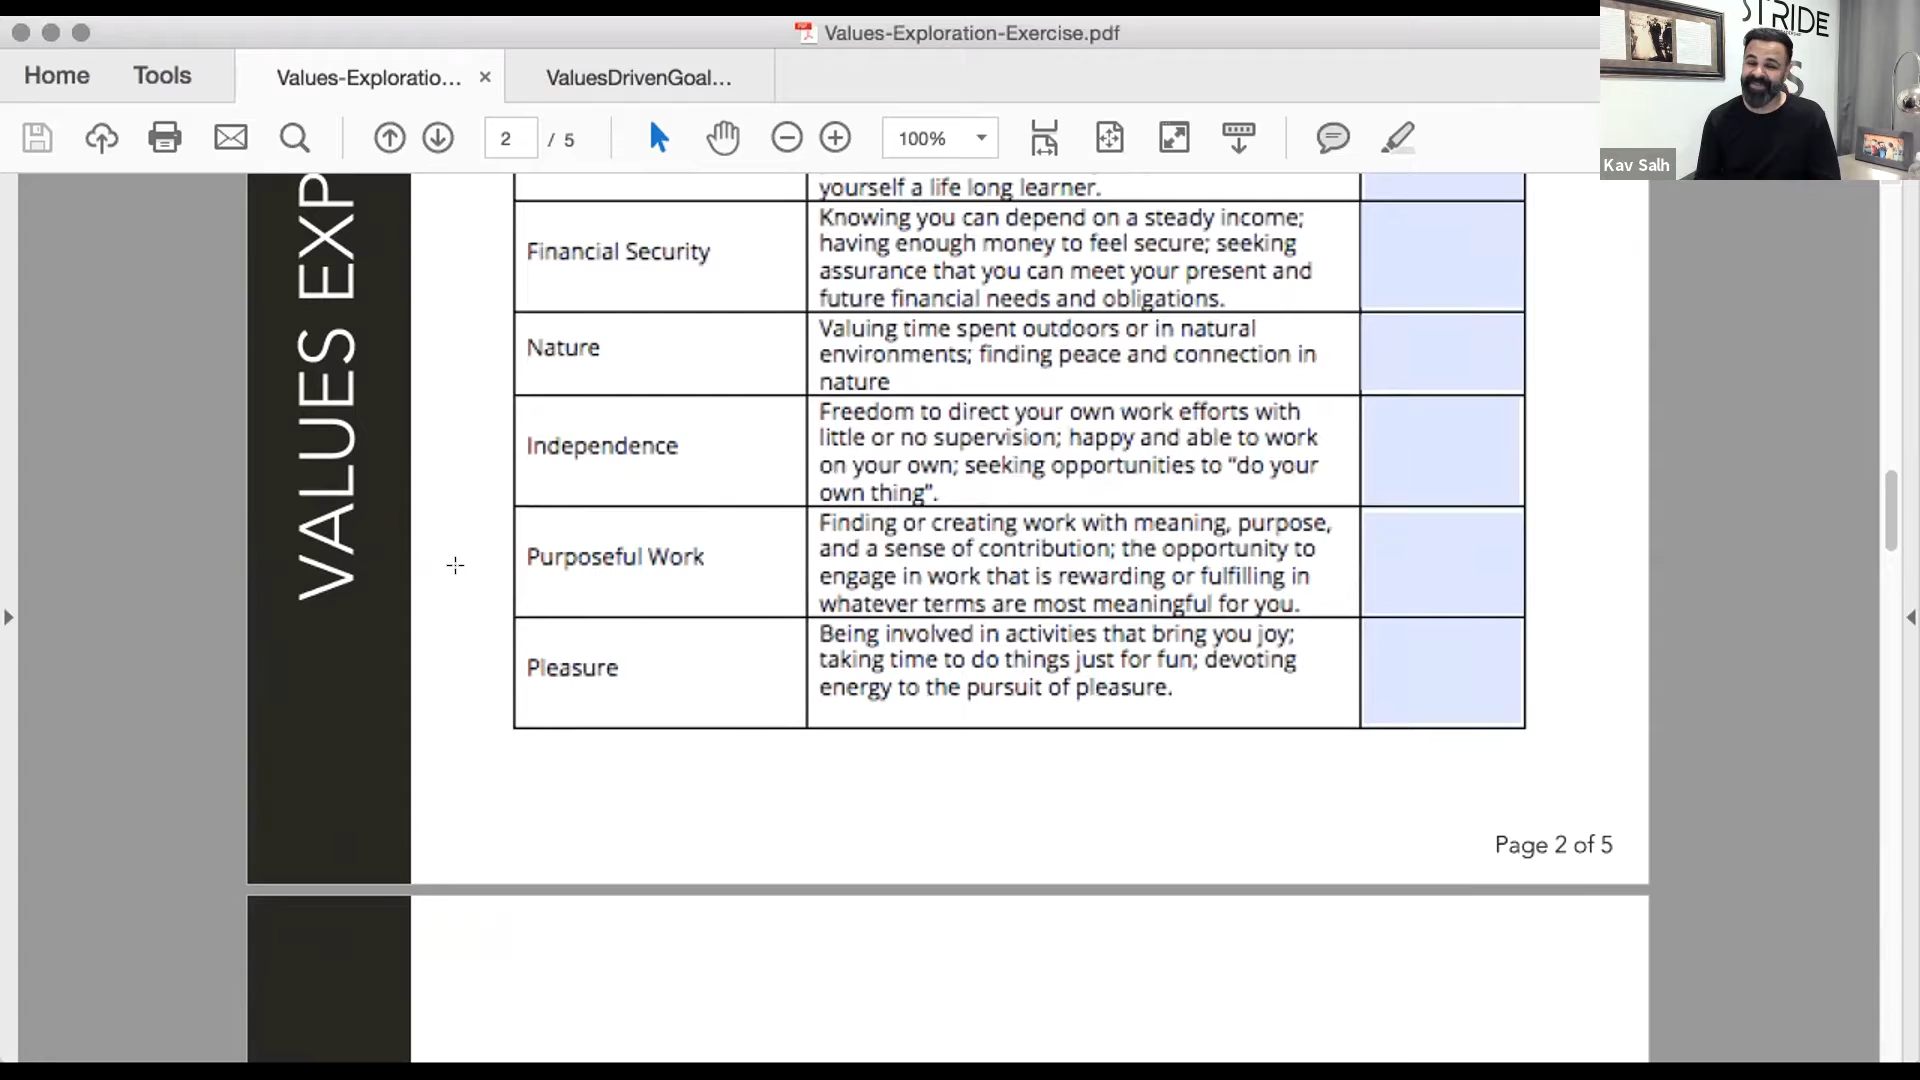 Values-Exploration-Exercise.pdf
STRIDE
Home
Tools
Values-Exploratio...
ValuesDrivenGoal...
2 / 5
100%
Kav Salh
VALUES EXP
yourself a life long learner.
Financial Security
Knowing you can depend on a steady income;
having enough money to feel secure; seeking
assurance that you can meet your present and
future financial needs and obligations.
Nature
Valuing time spent outdoors or in natural
environments; finding peace and connection in
nature
Independence
Freedom to direct your own work efforts with
little or no supervision; happy and able to work
on your own; seeking opportunities to “do your
own thing”.
Purposeful Work
Finding or creating work with meaning, purpose,
and a sense of contribution; the opportunity to
engage in work that is rewarding or fulfilling in
whatever terms are most meaningful for you.
Pleasure
Being involved in activities that bring you joy;
taking time to do things just for fun; devoting
energy to the pursuit of pleasure.
Page 2 of 5